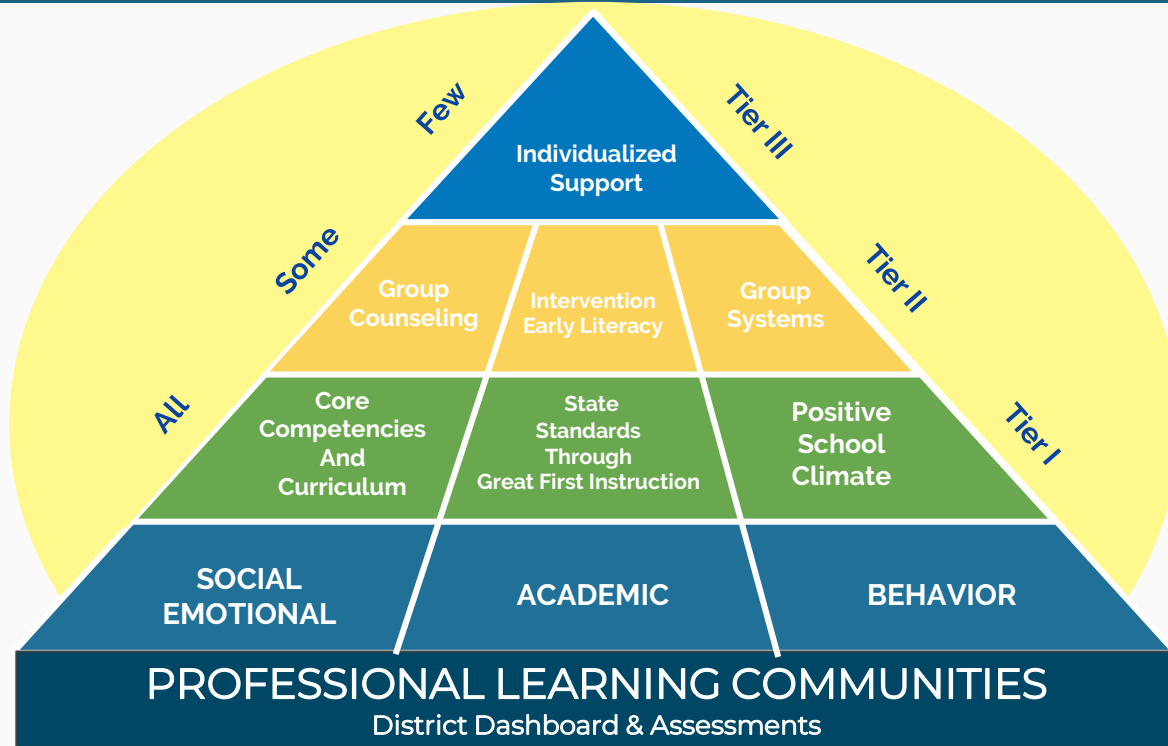 Few
Tier III
Individualized
Support
Some
Tier II
Group
Counseling
Intervention
Early Literacy
Group
Systems
All
Tier I
Core
Competencies
And
Curriculum
State
Standards
Through
Great First Instruction
Positive
School
Climate
SOCIAL
EMOTIONAL
ACADEMIC
BEHAVIOR
PROFESSIONAL LEARNING COMMUNITIES
District Dashboard & Assessments